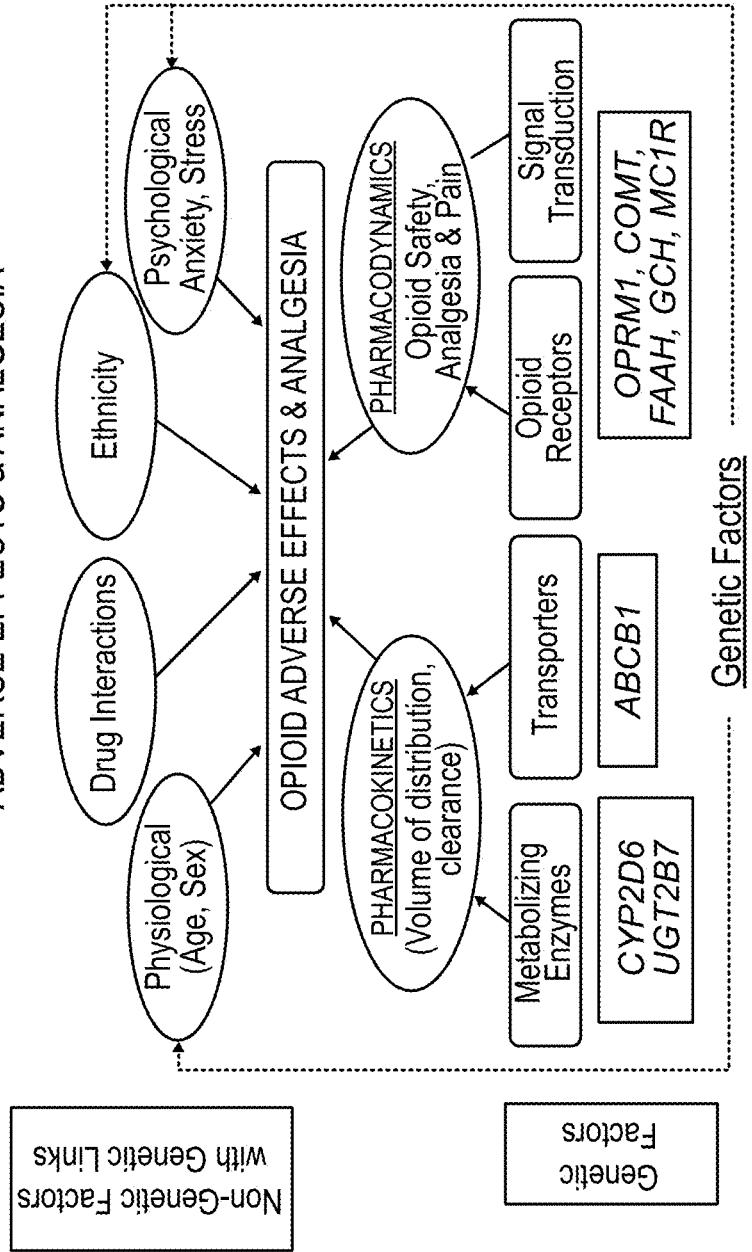 ADVERSE EFFECTS & ANALGESIA
Non-Genetic Factors
with Genetic Links
Physiological
(Age, Sex)
Drug Interactions
Ethnicity
Psychological
Anxiety, Stress
OPIOID ADVERSE EFFECTS & ANALGESIA
PHARMACOKINETICS
(Volume of distribution,
clearance)
PHARMACODYNAMICS
Opioid Safety,
Analgesia & Pain
Genetic
Factors
Metabolizing
Enzymes
Transporters
Opioid
Receptors
Signal
Transduction
CYP2D6
UGT2B7
ABCB1
OPRM1, COMT,
FAAH, GCH, MC1R
Genetic Factors